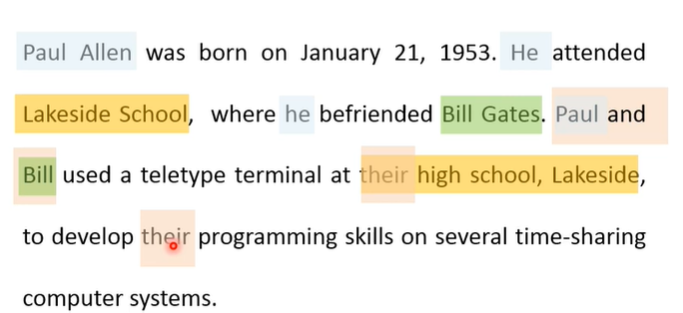 Paul Allen was born on January 21, 1953. He attended
Lakeside School, where he befriended Bill Gates. Paul and
Bill used a teletype terminal at their high school, Lakeside,
to develop their programming skills on several time-sharing
computer systems.